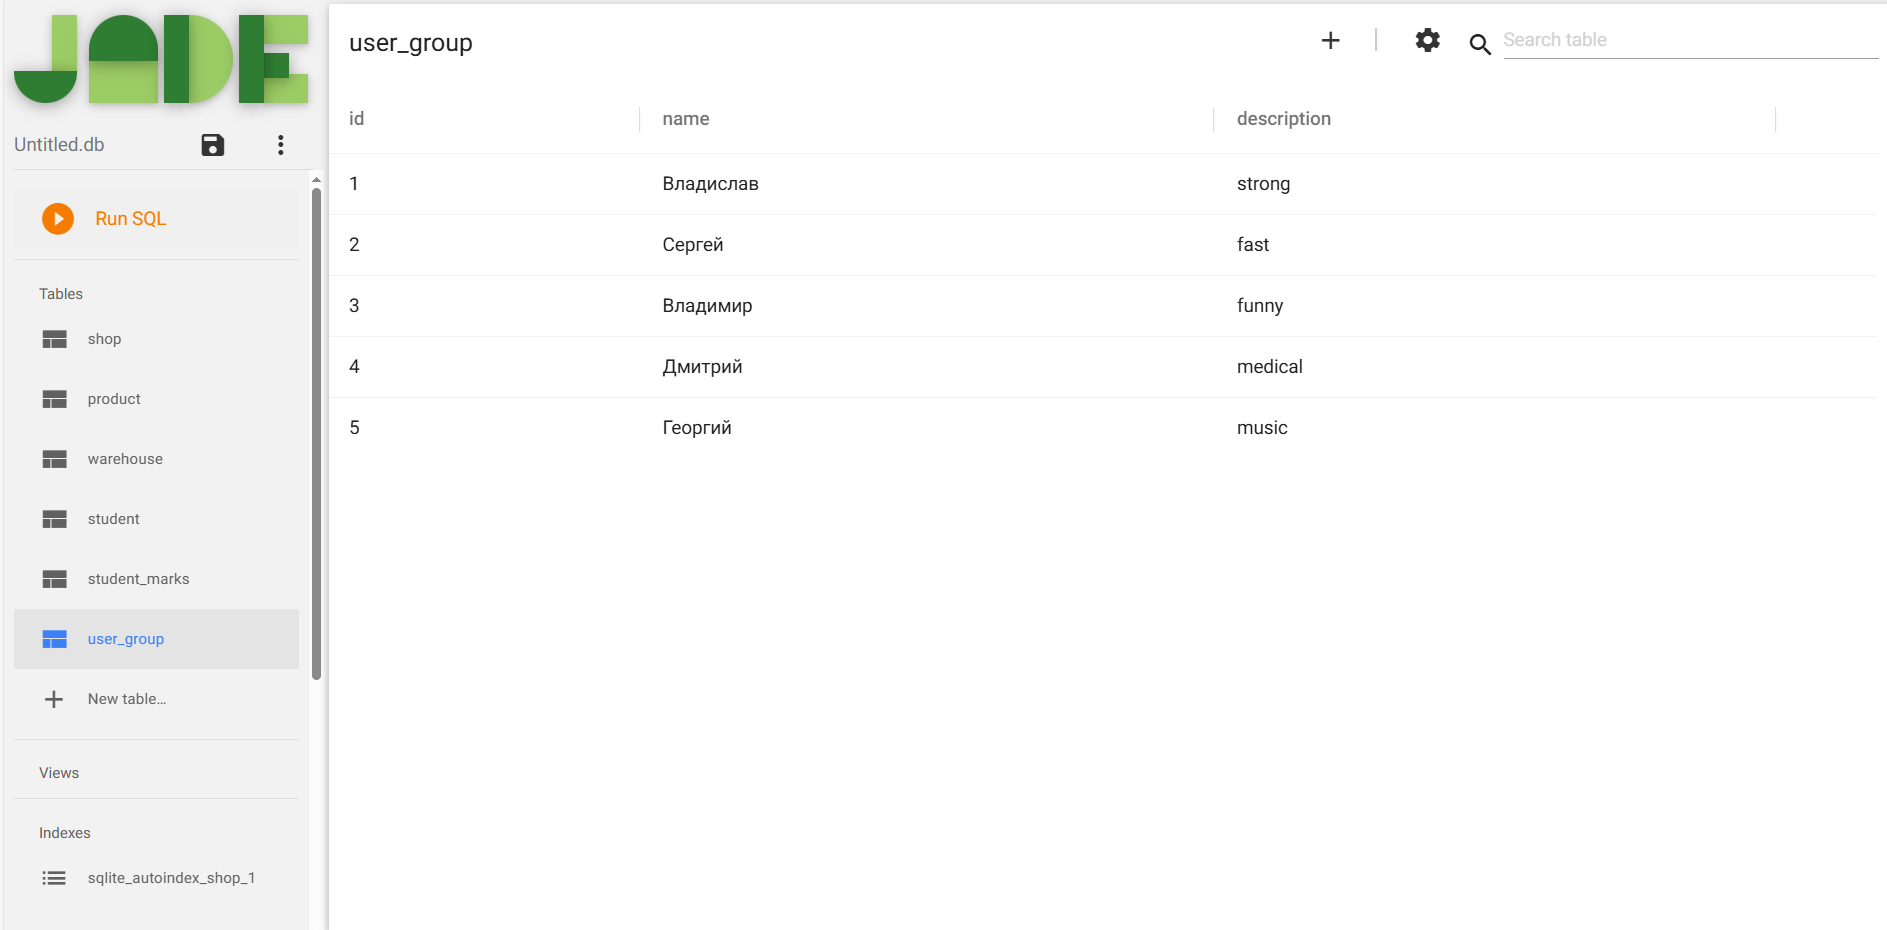 JADE
Untitled.db
Run SQL
Tables
shop
product
warehouse
student
student_marks
user_group
New table...
Views
Indexes
sqlite_autoindex_shop_1
user_group
Search table
id name description
1 Владислав strong
2 Сергей fast
3 Владимир funny
4 Дмитрий medical
5 Георгий music